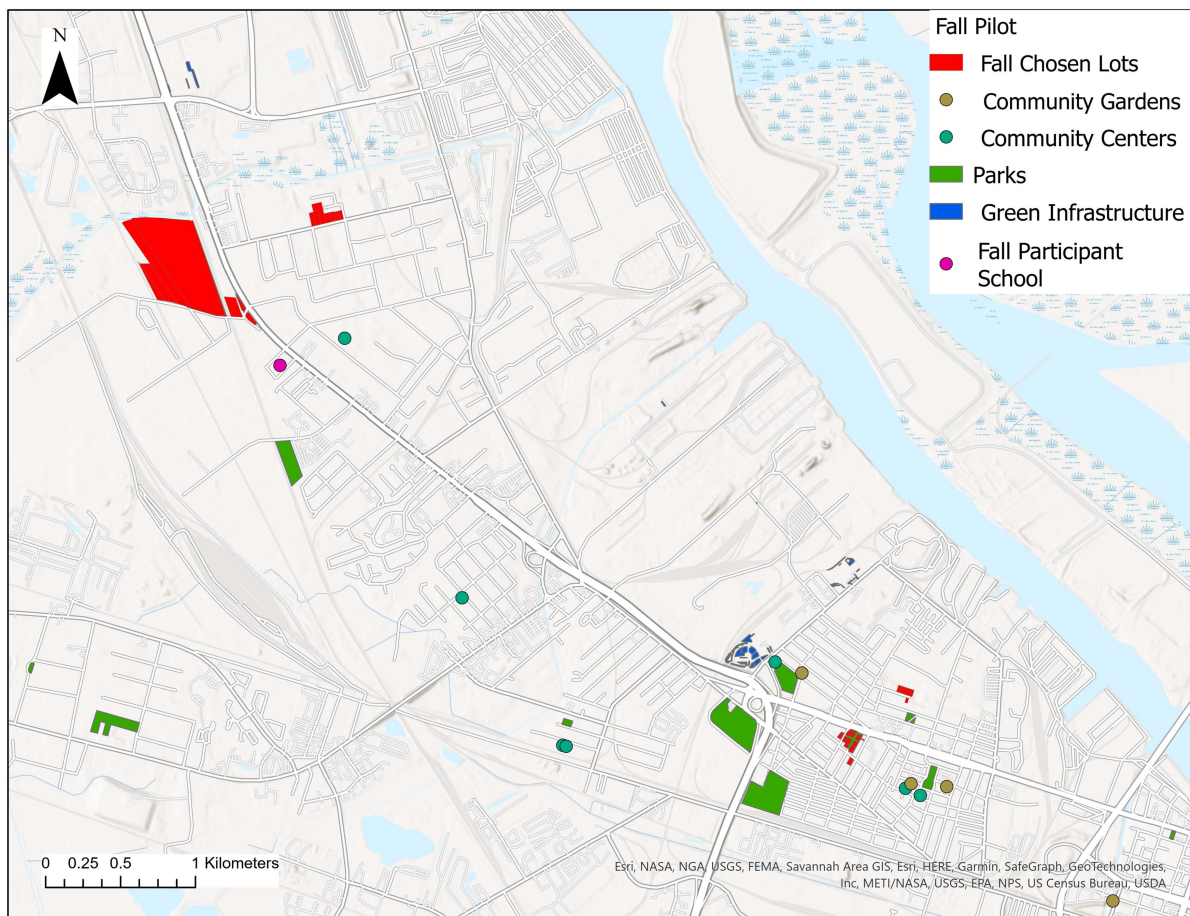 N
Fall Pilot
Fall Chosen Lots
Community Gardens
Community Centers
Parks
Green Infrastructure
Fall Participant
School
0 0.25 0.5 1 Kilometers
Esri, NASA, NGA, USGS, FEMA, Savannah Area GIS, Esri, HERE, Garmin, SafeGraph, GeoTechnologies,
Inc, METI/NASA, USGS, EPA, NPS, US Census Bureau, USDA